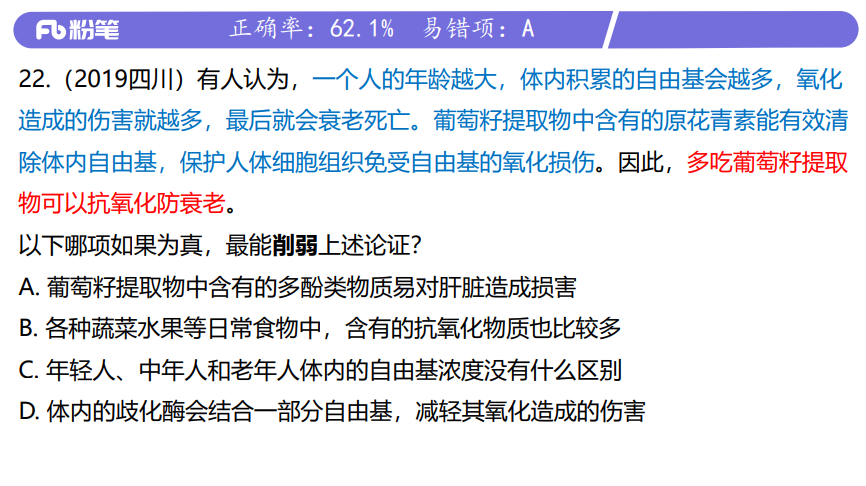 粉笔 正确率：62.1% 易错项：A
22.（2019四川）有人认为，一个人的年龄越大，体内积累的自由基会越多，氧化
造成的伤害就越多，最后就会衰老死亡。葡萄籽提取物中含有的原花青素能有效清
除体内自由基，保护人体细胞组织免受自由基的氧化损伤。因此，多吃葡萄籽提取
物可以抗氧化防衰老。
以下哪项如果为真，最能削弱上述论证？
A. 葡萄籽提取物中含有的多酚类物质易对肝脏造成损害
B. 各种蔬菜水果等日常食物中，含有的抗氧化物质也比较多
C. 年轻人、中年人和老年人体内的自由基浓度没有什么区别
D. 体内的歧化酶会结合一部分自由基，减轻其氧化造成的伤害